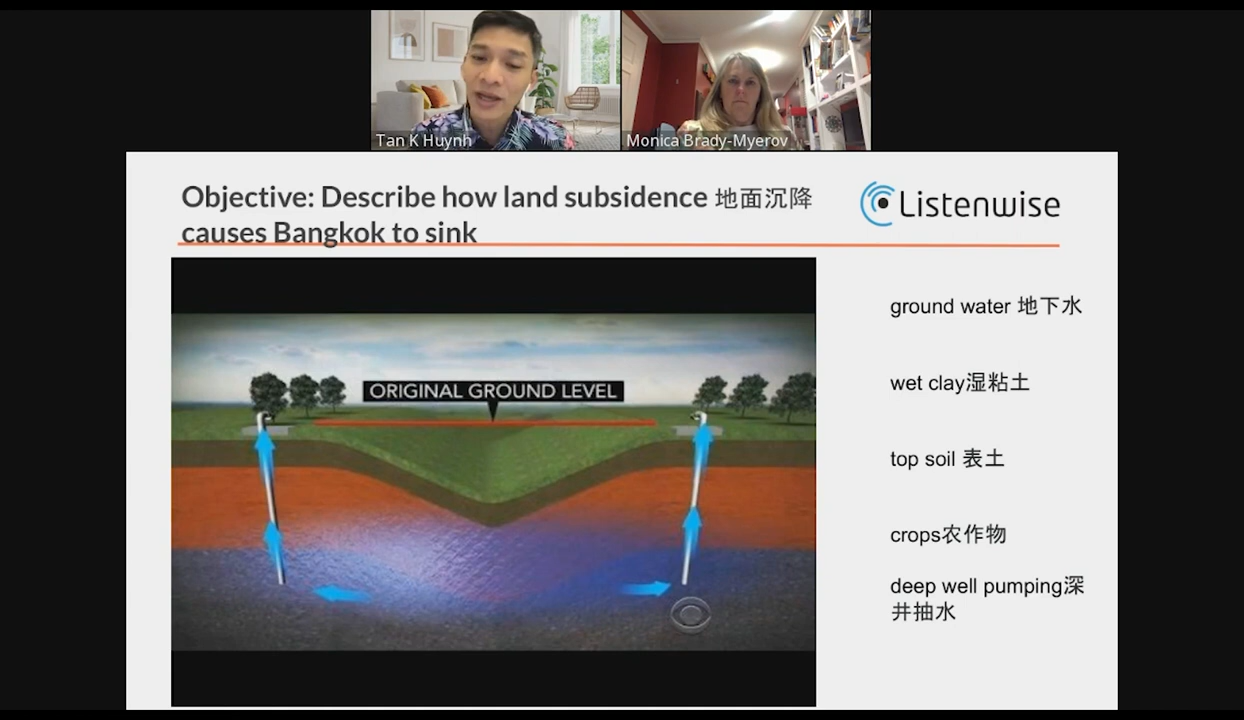 Tan K Huynh
Monica Brady-Myerov
Objective: Describe how land subsidence 地面沉降
causes Bangkok to sink
Listenwise
ORIGINAL GROUND LEVEL
ground water 地下水
wet clay湿粘土
top soil 表土
crops农作物
deep well pumping深
井抽水